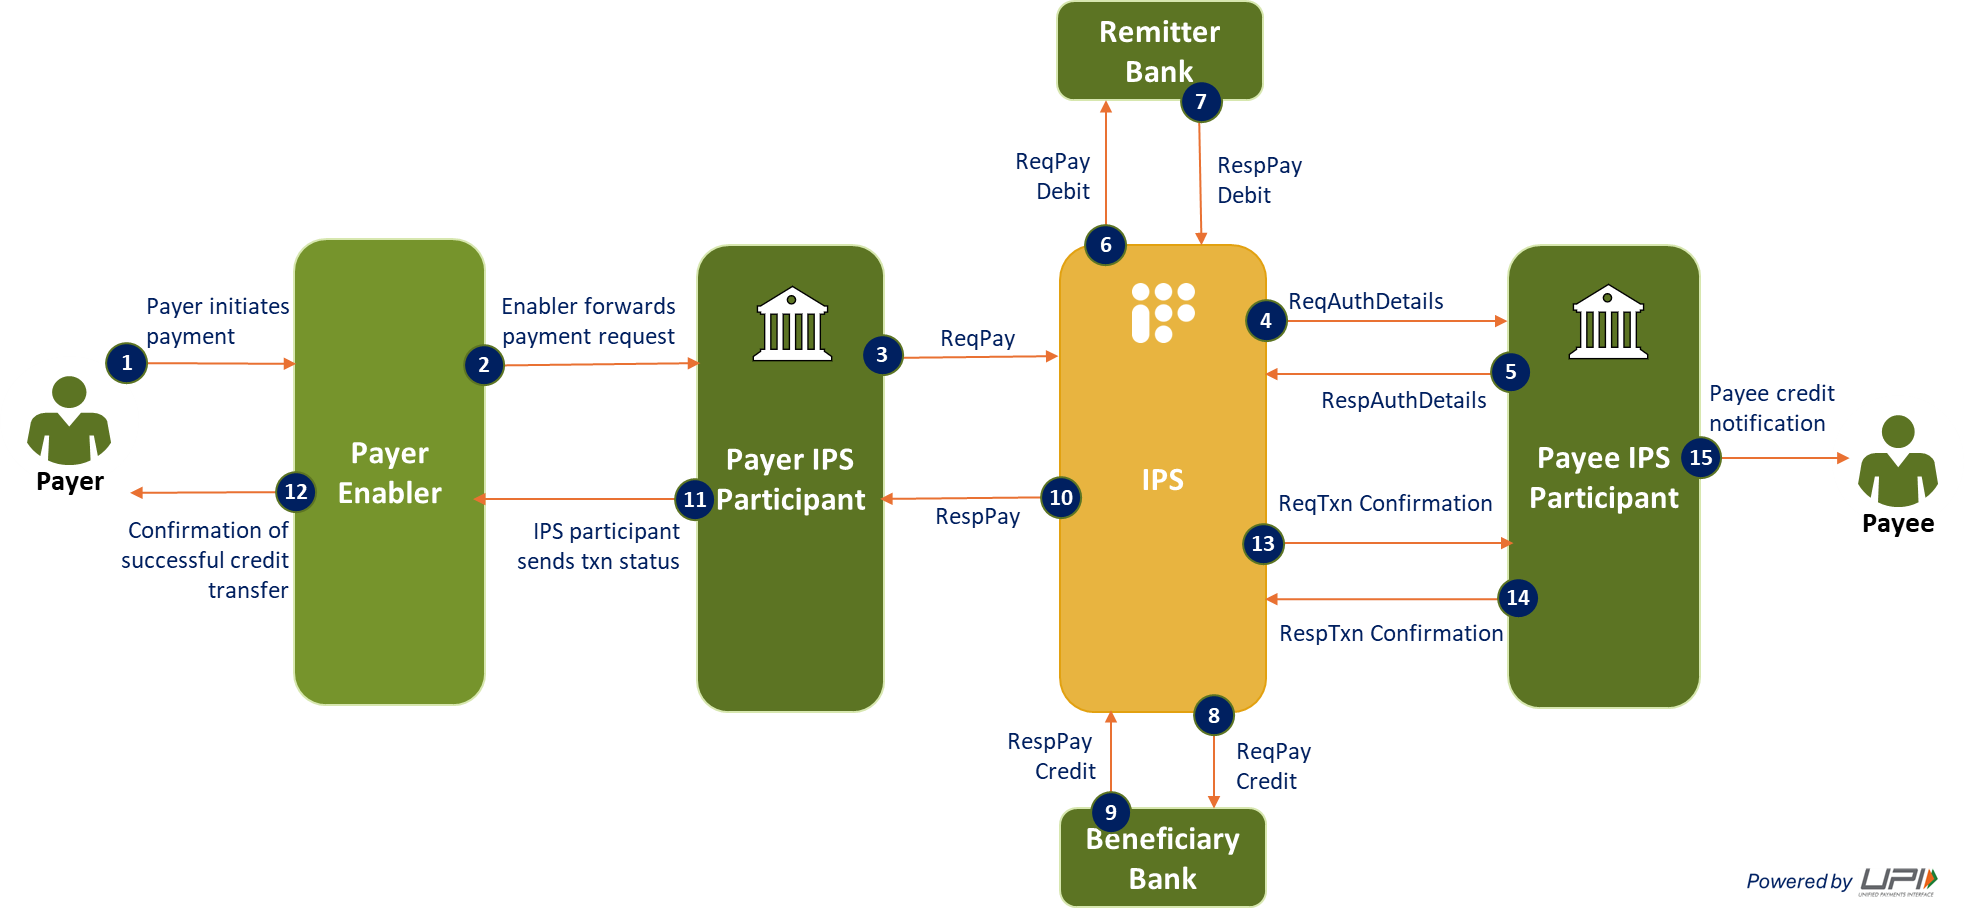 Remitter
Bank
7
ReqPay
Debit
RespPay
Debit
6
Payer initiates
payment
1
Enabler forwards
payment request
2
3
ReqPay
4
ReqAuthDetails
5
RespAuthDetails
Payee credit
notification
15
Payer
Payer
Enabler
Payer IPS
Participant
IPS
Payee IPS
Participant
Payee
12
Confirmation of
successful credit
transfer
11
IPS participant
sends txn status
10
RespPay
ReqTxn Confirmation
13
14
RespTxn Confirmation
8
RespPay
Credit
ReqPay
Credit
9
Beneficiary
Bank
Powered by UPI
UNIFIED PAYMENTS INTERFACE